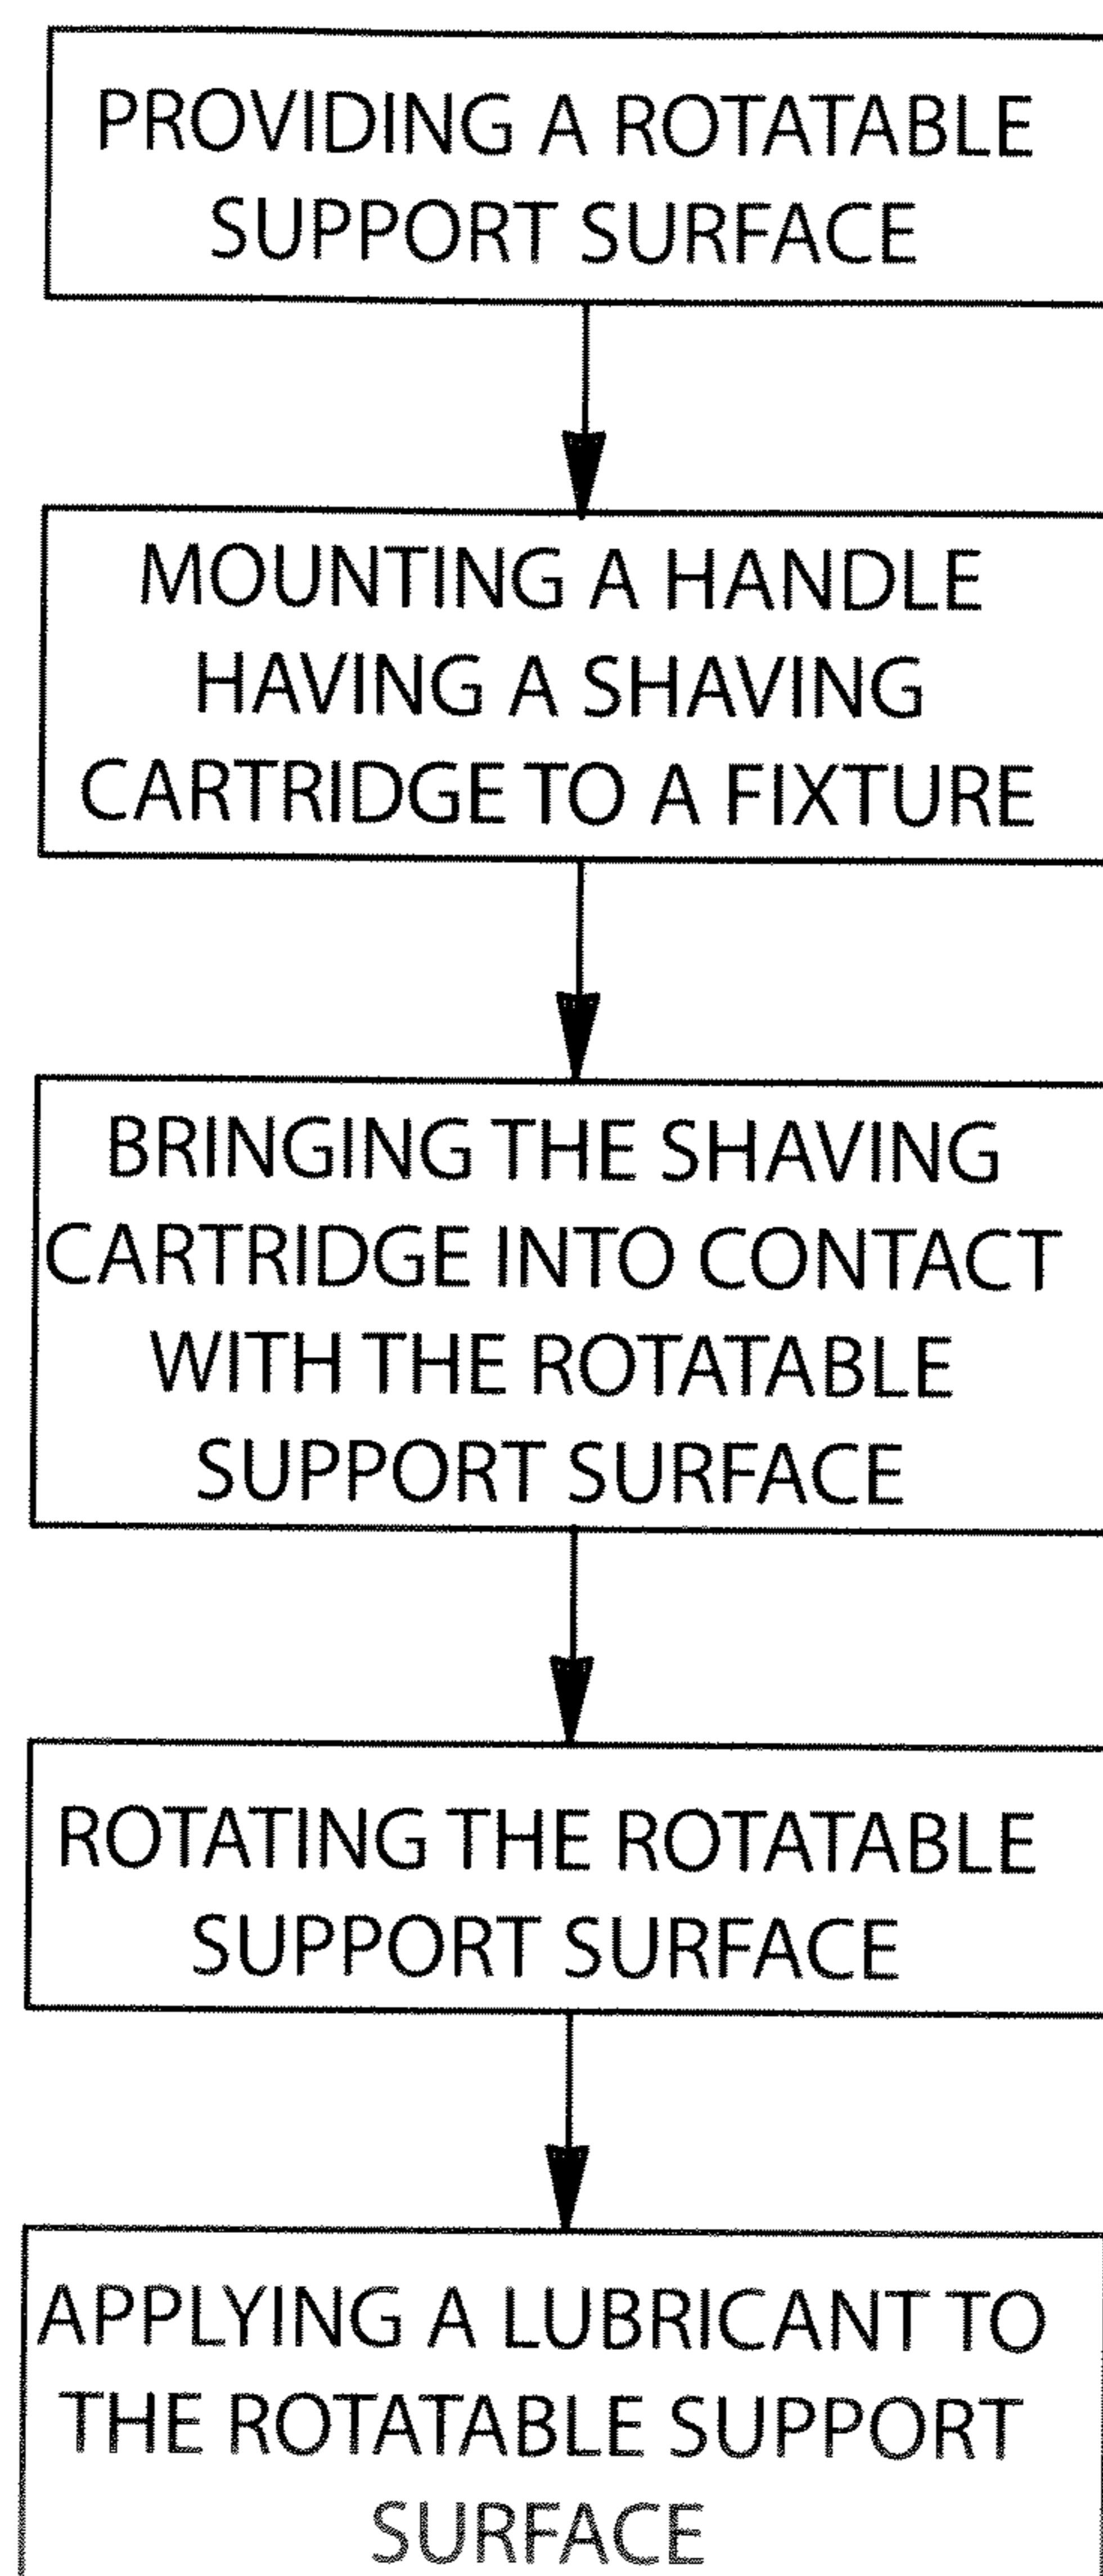 PROVIDING A ROTATABLE
SUPPORT SURFACE
MOUNTING A HANDLE
HAVING A SHAVING
CARTRIDGE TO A FIXTURE
BRINGING THE SHAVING
CARTRIDGE INTO CONTACT
WITH THE ROTATABLE
SUPPORT SURFACE
ROTATING THE ROTATABLE
SUPPORT SURFACE
APPLYING A LUBRICANT TO
THE ROTATABLE SUPPORT
SURFACE